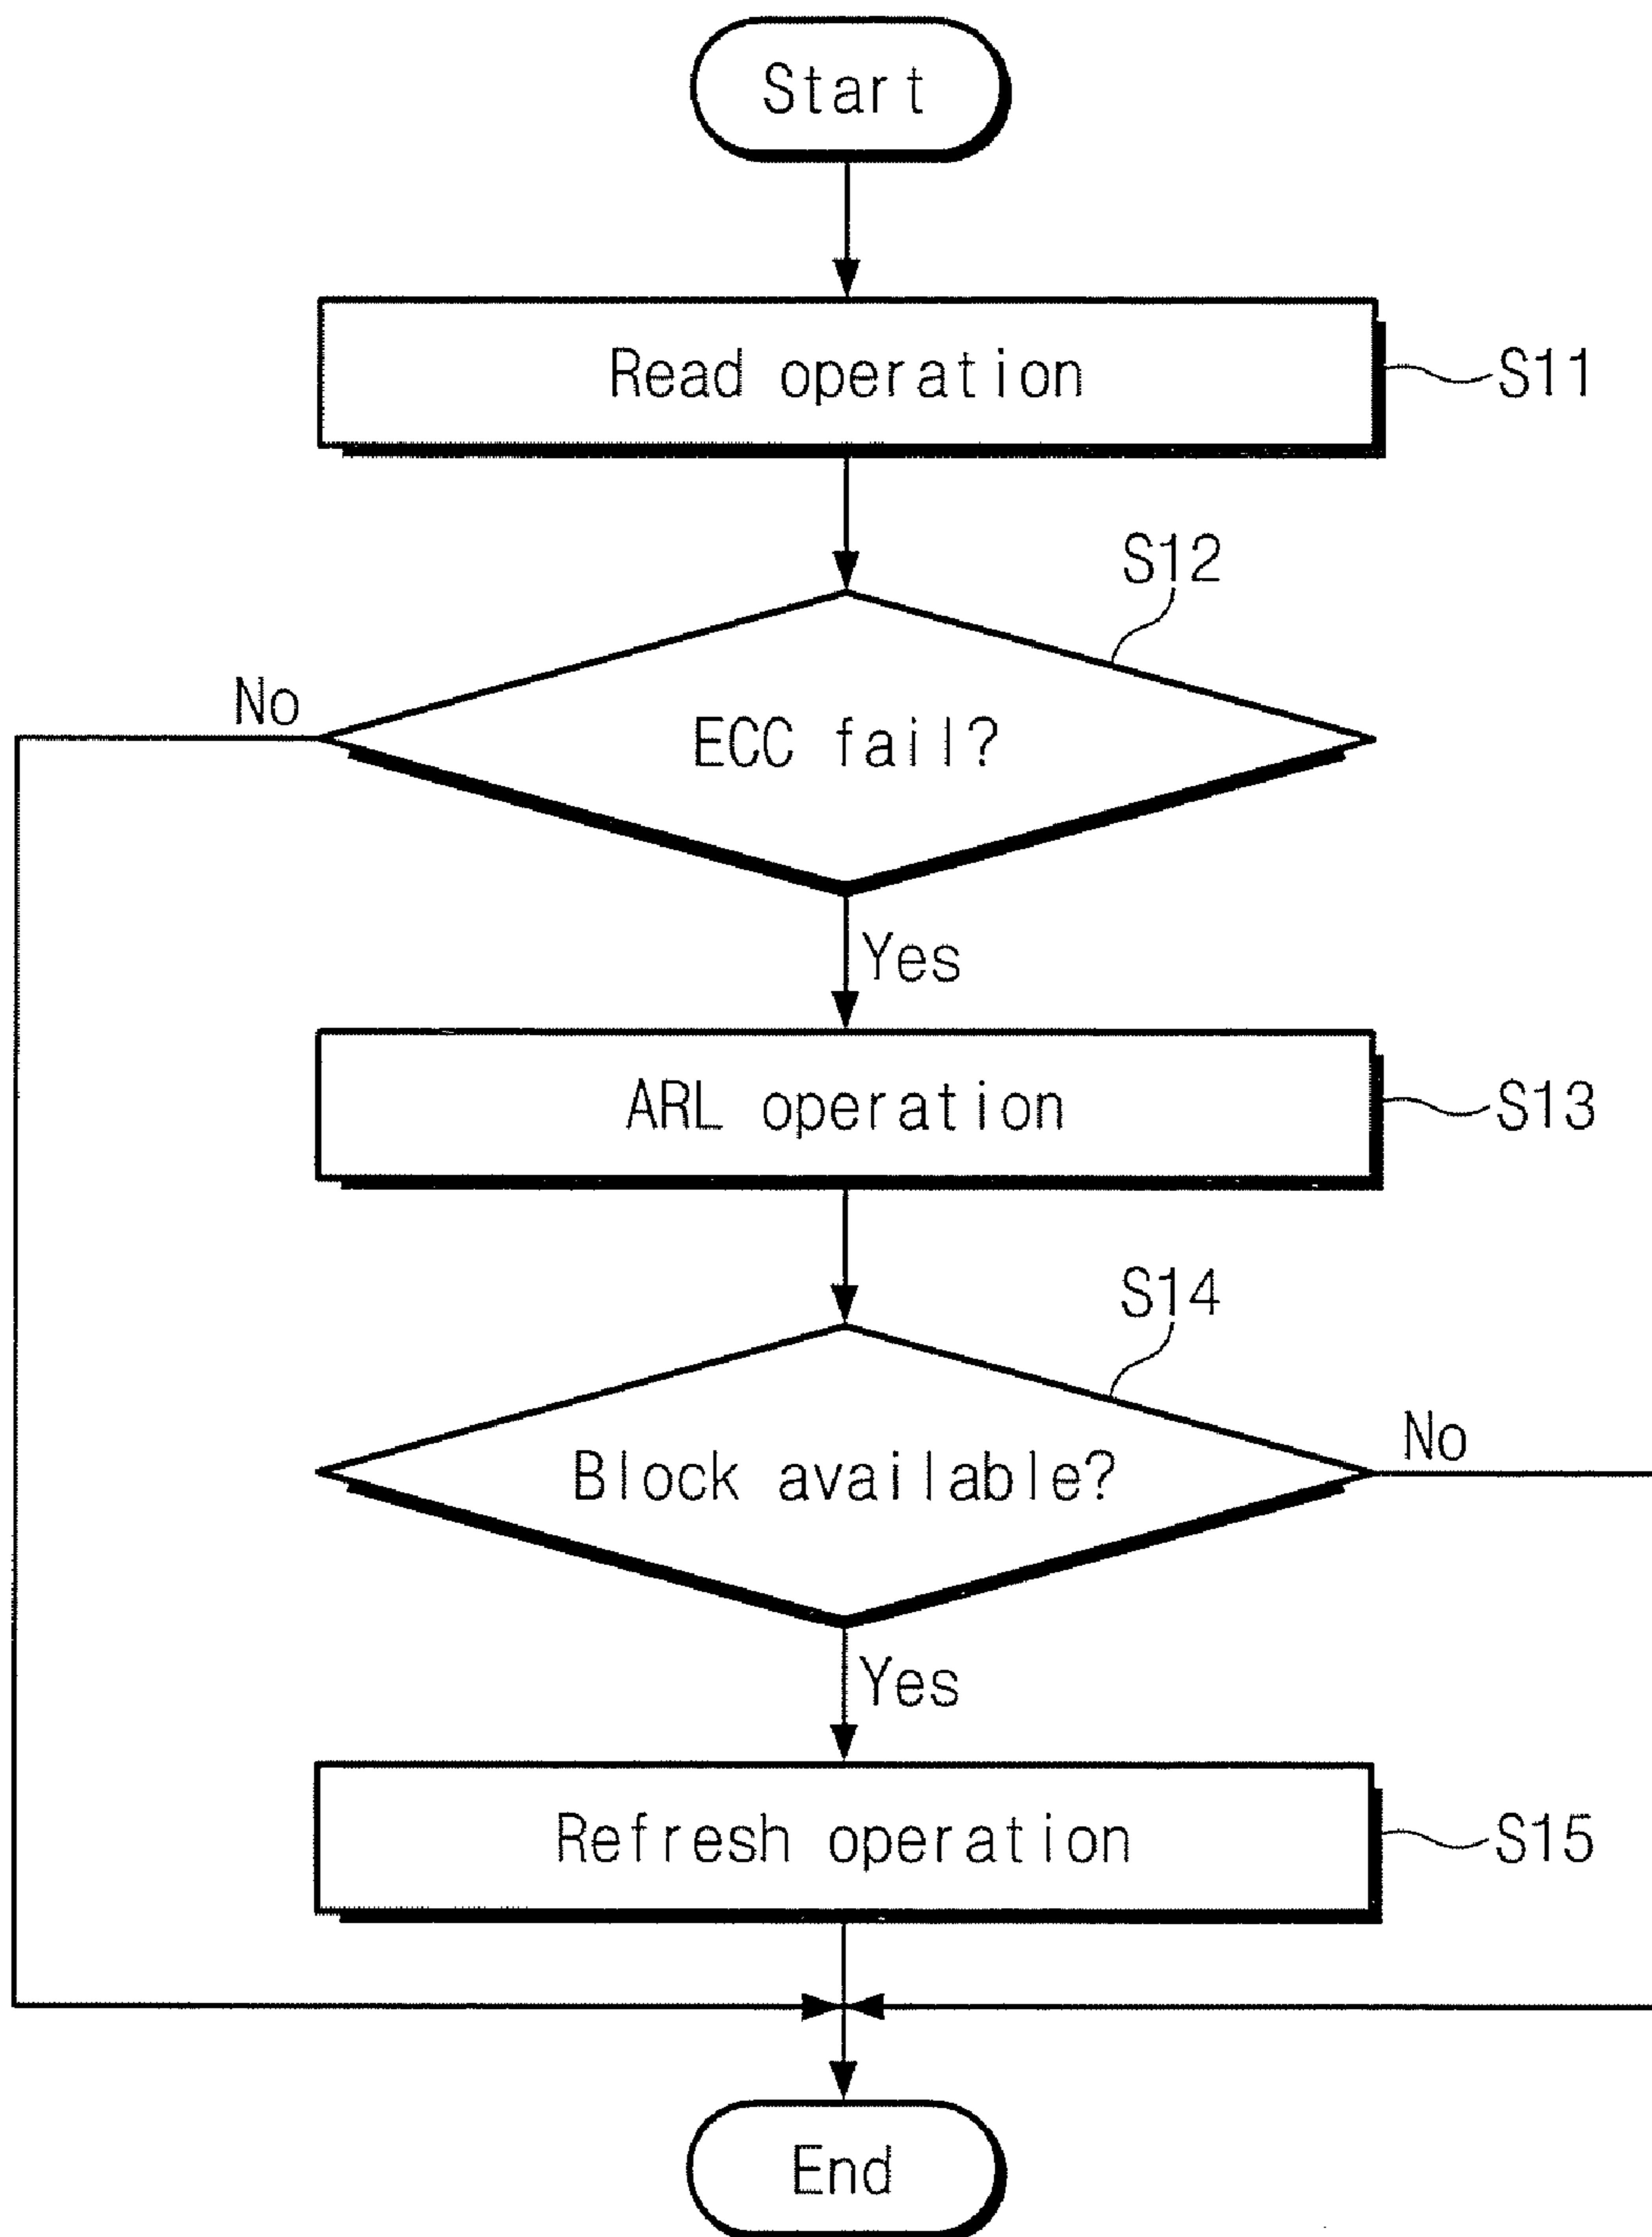 Start
Read operation
S11
S12
No
ECC fail?
Yes
ARL operation
S13
S14
No
Block available?
Yes
Refresh operation
S15
End